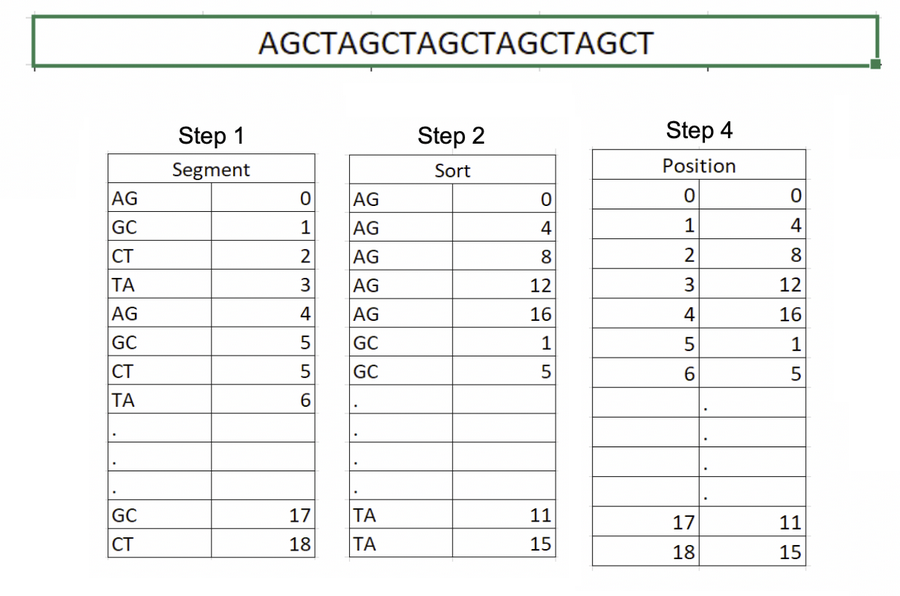 AGCTAGCTAGCTAGCTAGCT
Step 1
Segment
AG 0
GC 1
CT 2
TA 3
AG 4
GC 5
CT 5
TA 6
.
.
.
GC 17
CT 18
Step 2
Sort
AG 0
AG 4
AG 8
AG 12
AG 16
GC 1
GC 5
.
.
.
.
TA 11
TA 15
Step 4
Position
0 0
1 4
2 8
3 12
4 16
5 1
6 5
.
.
.
.
17 11
18 15